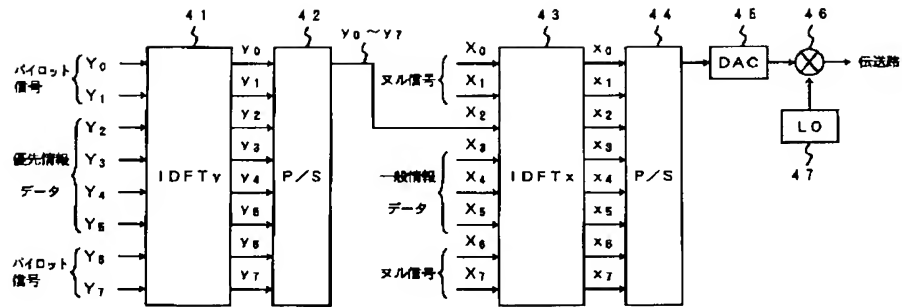 41
42
43
44
45
46
パイロット
信号
Y0
Y1
優先情報
データ
Y2
Y3
Y4
Y5
パイロット
信号
Y6
Y7
IDFTy
y0
y1
y2
y3
y4
y5
y6
y7
P/S
y0〜y7
ヌル信号
X0
X1
X2
一般情報
データ
X3
X4
X5
ヌル信号
X6
X7
IDFTx
x0
x1
x2
x3
x4
x5
x6
x7
P/S
DAC
伝送路
LO
47